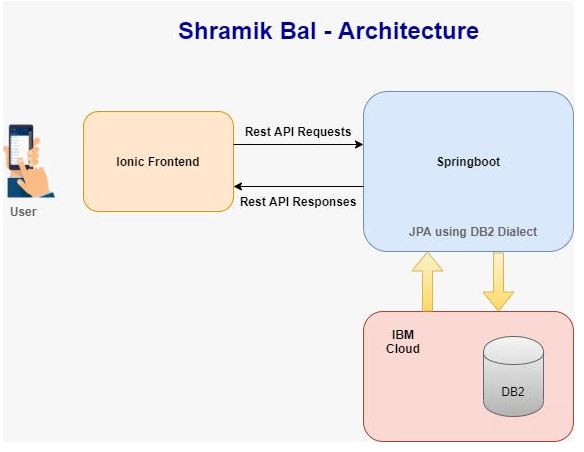 Shramik Bal - Architecture
Rest API Requests
Ionic Frontend
Springboot
Rest API Responses
User
JPA using DB2 Dialect
IBM
Cloud
DB2